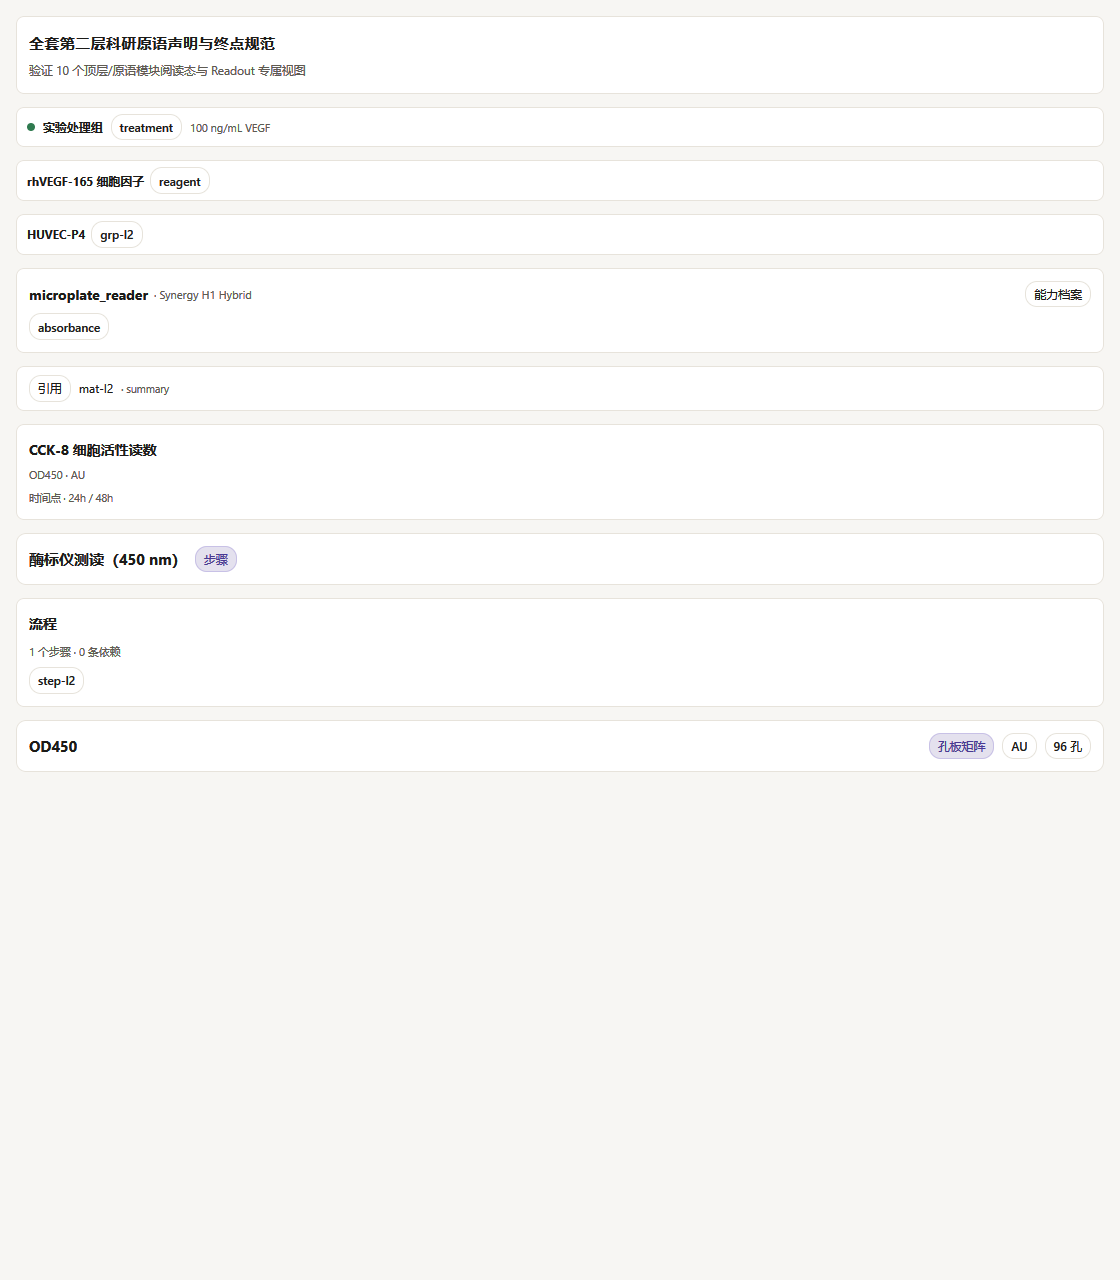 全套第二层科研原语声明与终点规范
验证 10 个顶层/原语模块阅读态与 Readout 专属视图
实验处理组 treatment 100 ng/mL VEGF
rhVEGF-165 细胞因子 reagent
HUVEC-P4 grp-l2
microplate_reader · Synergy H1 Hybrid 能力档案
absorbance
引用 mat-l2 · summary
CCK-8 细胞活性读数
OD450 · AU
时间点 · 24h / 48h
酶标仪测读（450 nm） 步骤
流程
1 个步骤 · 0 条依赖
step-l2
OD450 孔板矩阵 AU 96 孔